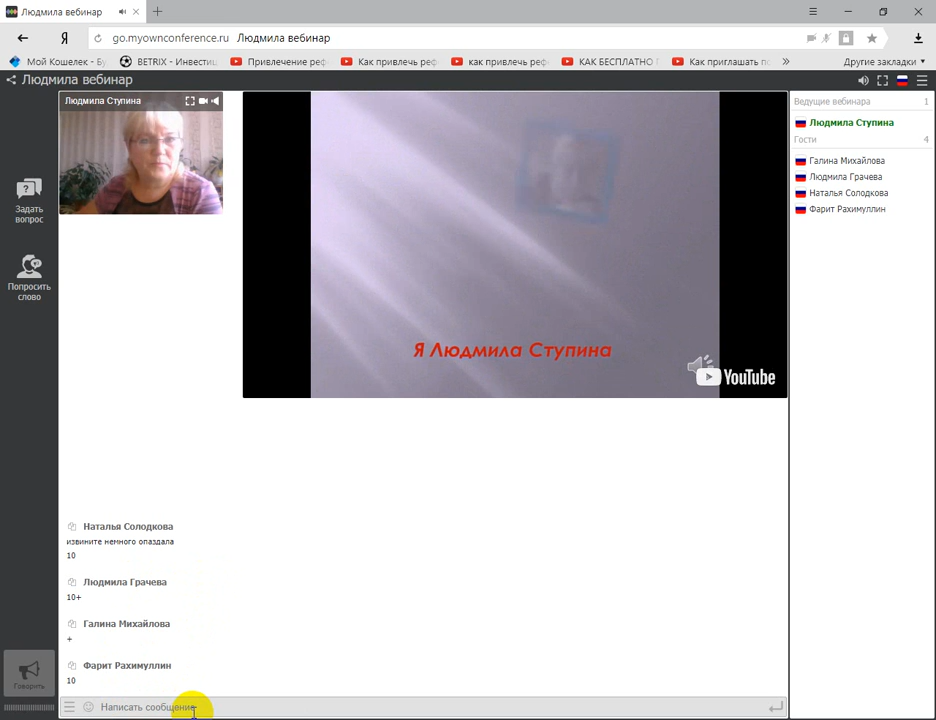 Людмила вебинар
Я
go.myownconference.ru Людмила вебинар
Мой Кошелек - Бу
BETRIX - Инвестиц
Привлечение реф
Как привлечь реф
как привлечь реф
КАК БЕСПЛАТНО
Как приглашать по
»
Другие закладки
Людмила вебинар
Людмила Ступина
Я Людмила Ступина
YouTube
Ведущие вебинара 1
Людмила Ступина
Гости 4
Галина Михайлова
Людмила Грачева
Наталья Солодкова
Фарит Рахимуллин
Задать
вопрос
Попросить
слово
Наталья Солодкова
извините немного опаздала
10
Людмила Грачева
10+
Галина Михайлова
+
Фарит Рахимуллин
10
Говорить
Написать сообщение